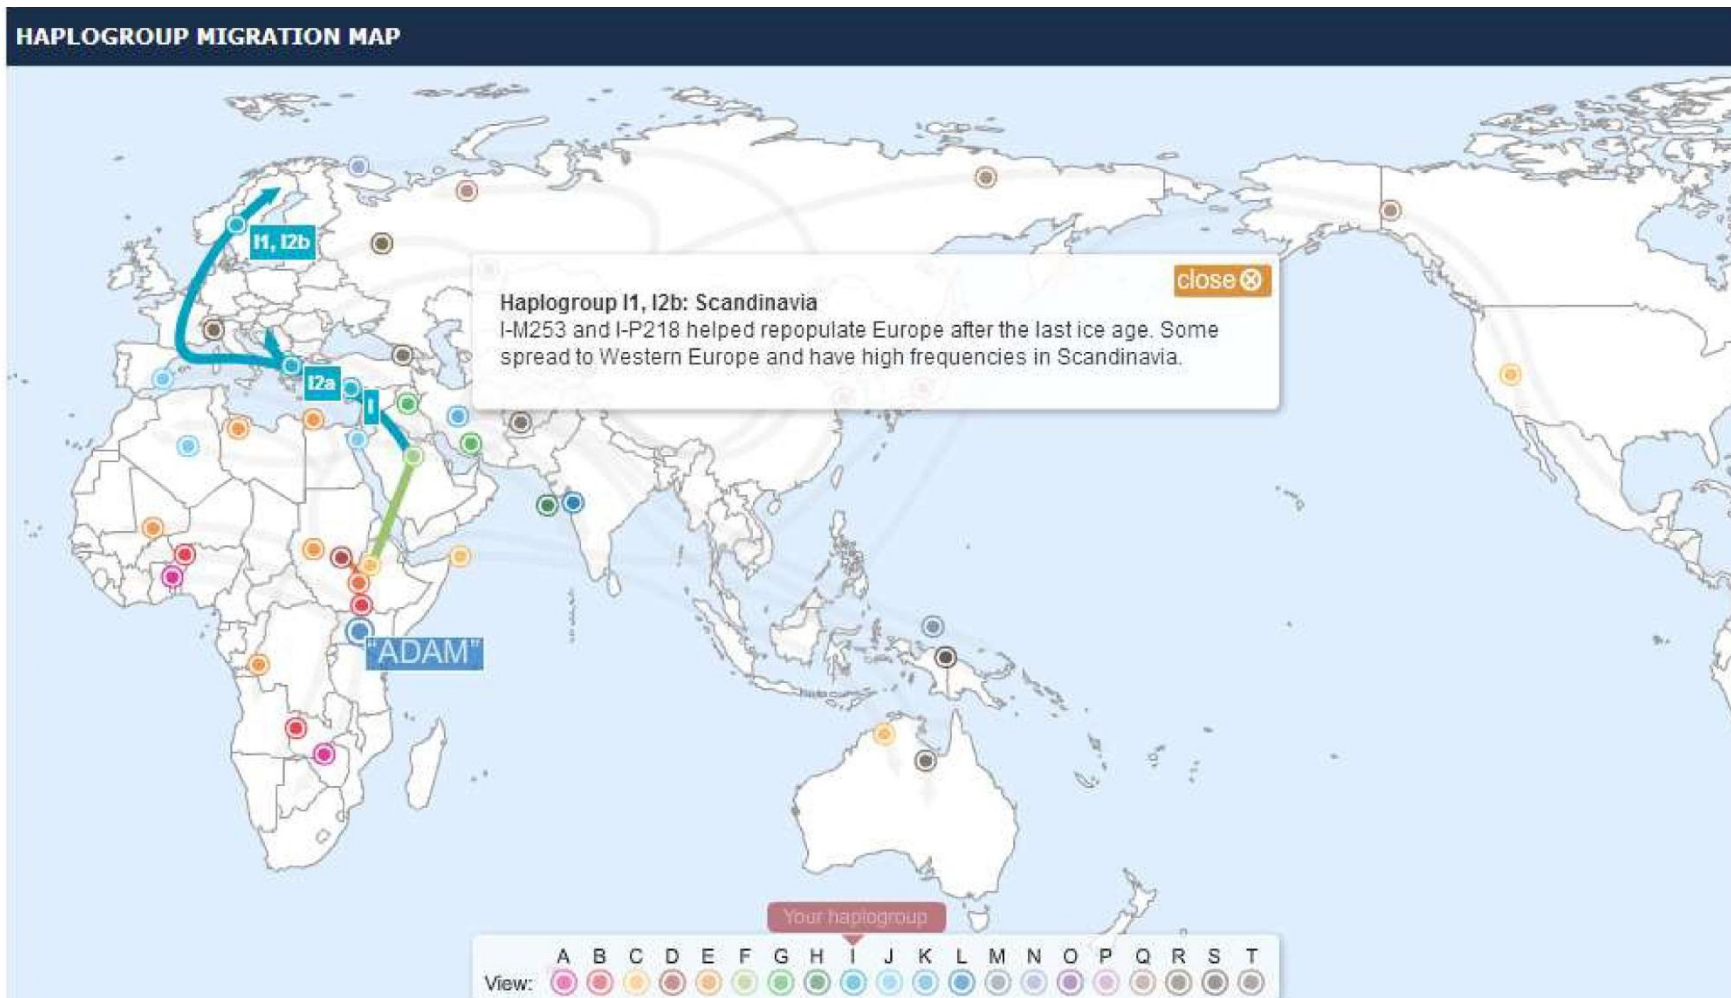 HAPLOGROUP MIGRATION MAP
I1, I2b
close
Haplogroup I1, I2b: Scandinavia
I-M253 and I-P218 helped repopulate Europe after the last ice age. Some
spread to Western Europe and have high frequencies in Scandinavia.
I2a
I
"ADAM"
Your haplogroup
A B C D E F G H I J K L M N O P Q R S T
View: